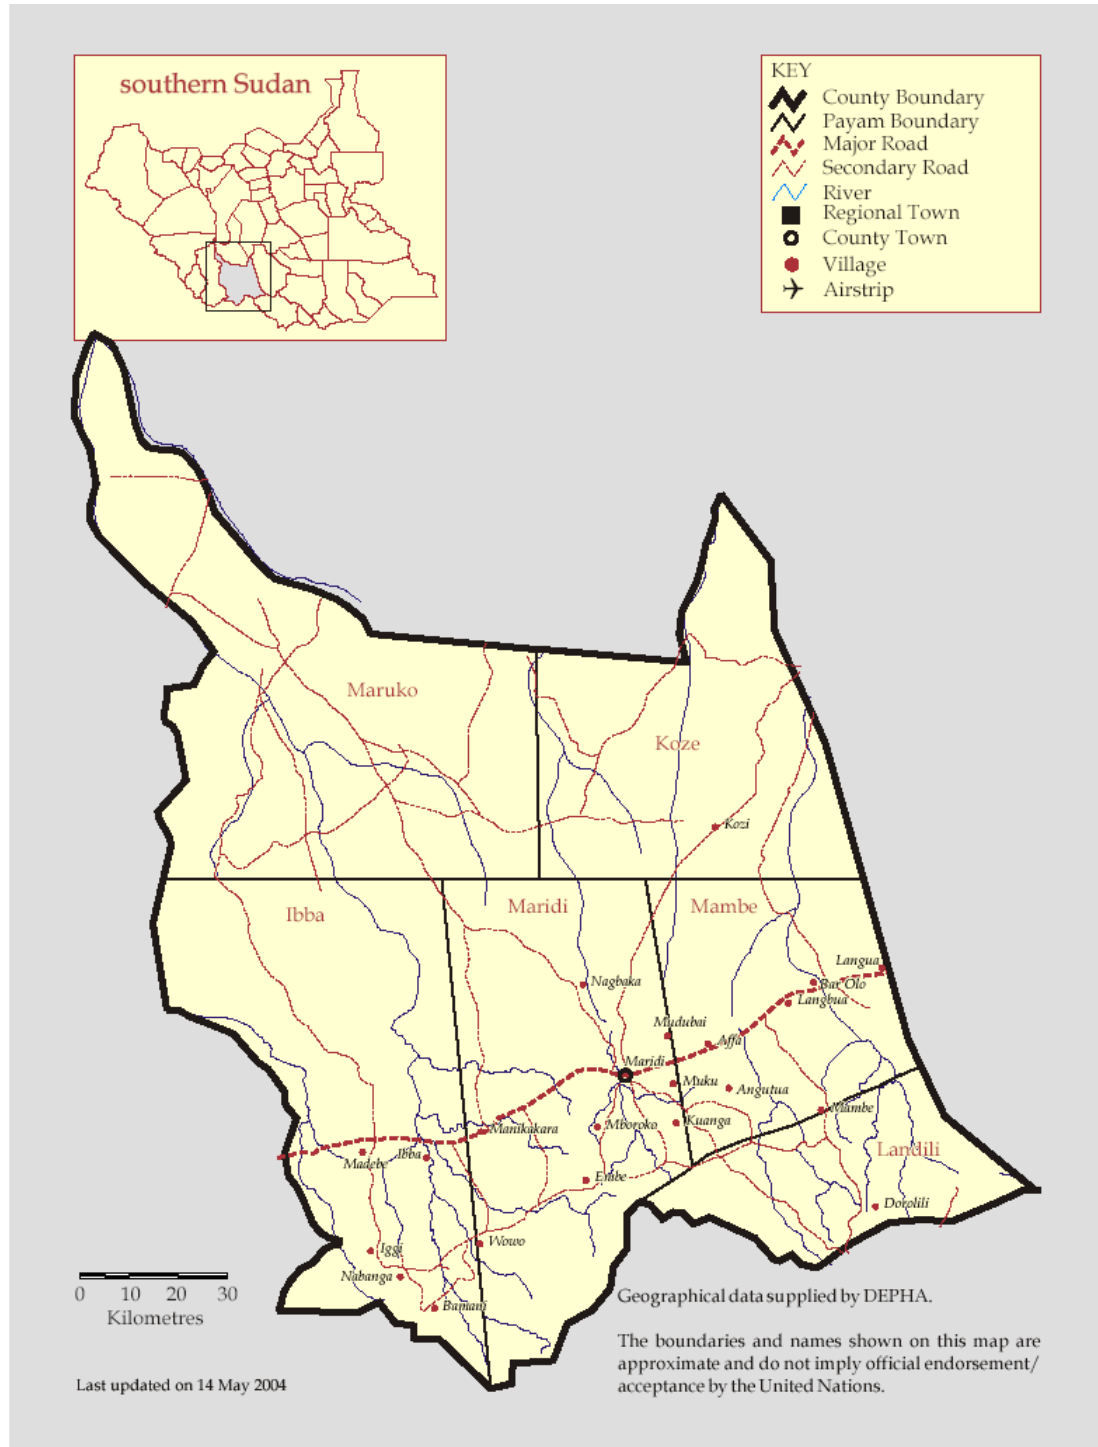 southern Sudan
KEY
County Boundary
Payam Boundary
Major Road
Secondary Road
River
Regional Town
County Town
Village
Airstrip
Maruko
Koze
Kozi
Ibba
Maridi
Mambe
Langua
Bar Olo
Nagbaka
Langbua
Mudubai
Affa
Maridi
Muku
Angutua
Mambe
Manikakara
Mboroko
Kuanga
Landili
Madebe
Ibba
Embe
Dorolili
Iggi
Wowo
Nabanga
Bamani
0 10 20 30
Kilometres
Geographical data supplied by DEPHA.
The boundaries and names shown on this map are
approximate and do not imply official endorsement/
acceptance by the United Nations.
Last updated on 14 May 2004